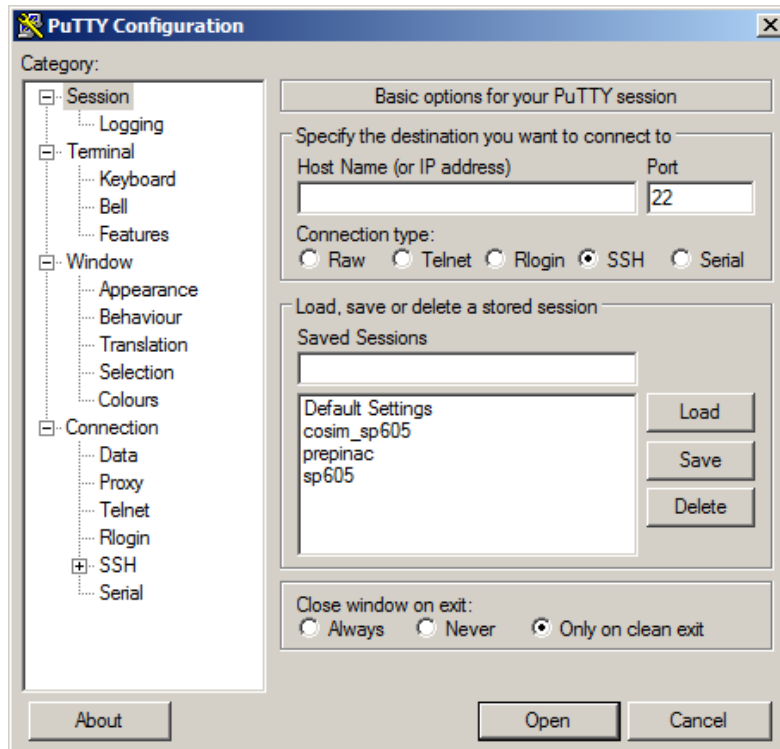 PuTTY Configuration
Category:
Session
Logging
Terminal
Keyboard
Bell
Features
Window
Appearance
Behaviour
Translation
Selection
Colours
Connection
Data
Proxy
Telnet
Rlogin
SSH
Serial
Basic options for your PuTTY session
Specify the destination you want to connect to
Host Name (or IP address) Port
22
Connection type:
Raw Telnet Rlogin SSH Serial
Load, save or delete a stored session
Saved Sessions
Default Settings
cosim_sp605
prepinac
sp605
Load
Save
Delete
Close window on exit:
Always Never Only on clean exit
About Open Cancel